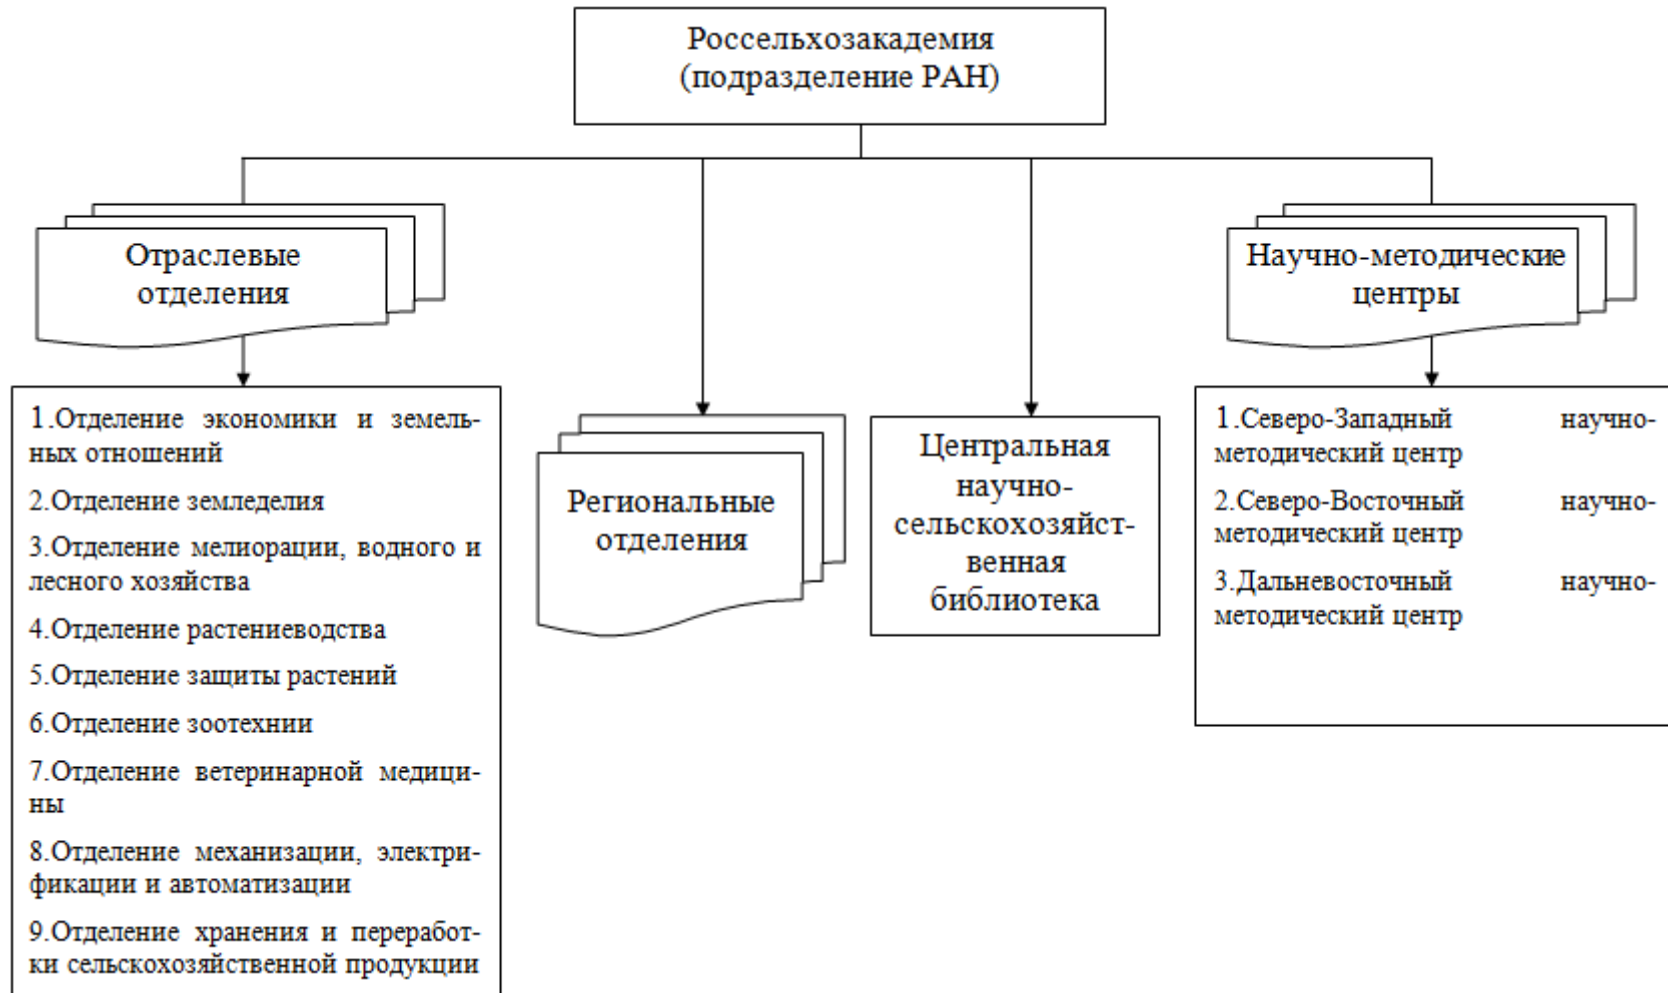 Россельхозакадемия
(подразделение РАН)
Отраслевые
отделения
1.Отделение экономики и земель-
ных отношений
2.Отделение земледелия
3.Отделение мелиорации, водного и
лесного хозяйства
4.Отделение растениеводства
5.Отделение защиты растений
6.Отделение зоотехнии
7.Отделение ветеринарной медици-
ны
8.Отделение механизации, электри-
фикации и автоматизации
9.Отделение хранения и переработ-
ки сельскохозяйственной продукции
Региональные
отделения
Центральная
научно-
сельскохозяйст-
венная
библиотека
Научно-методические
центры
1.Северо-Западный научно-
методический центр
2.Северо-Восточный научно-
методический центр
3.Дальневосточный научно-
методический центр